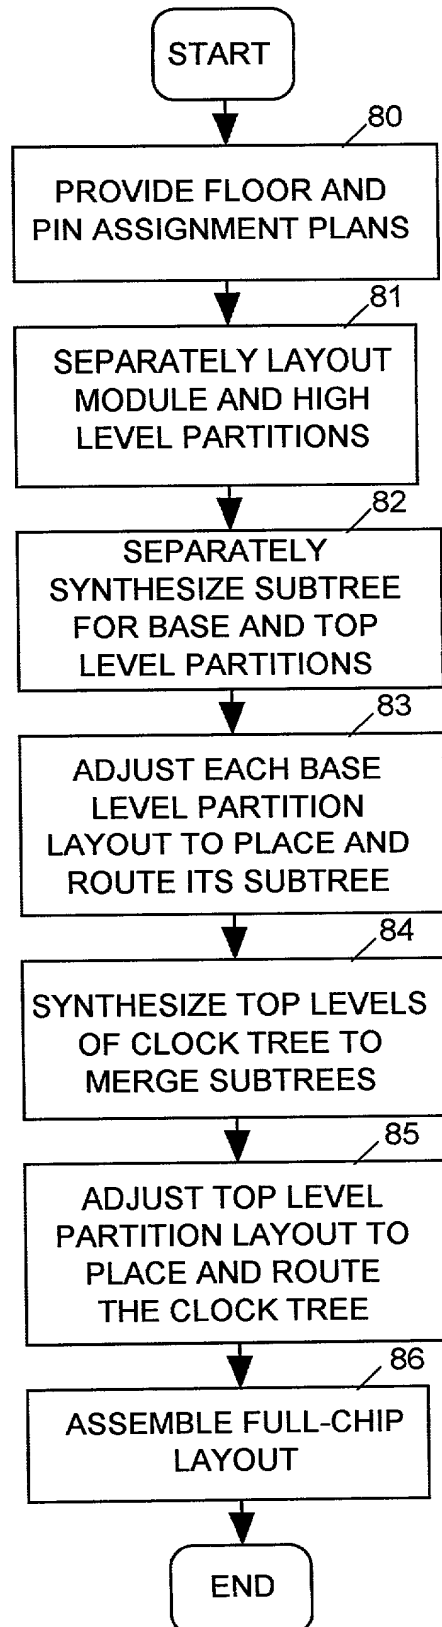 START
80
PROVIDE FLOOR AND
PIN ASSIGNMENT PLANS
81
SEPARATELY LAYOUT
MODULE AND HIGH
LEVEL PARTITIONS
82
SEPARATELY
SYNTHESIZE SUBTREE
FOR BASE AND TOP
LEVEL PARTITIONS
83
ADJUST EACH BASE
LEVEL PARTITION
LAYOUT TO PLACE AND
ROUTE ITS SUBTREE
84
SYNTHESIZE TOP LEVELS
OF CLOCK TREE TO
MERGE SUBTREES
85
ADJUST TOP LEVEL
PARTITION LAYOUT TO
PLACE AND ROUTE
THE CLOCK TREE
86
ASSEMBLE FULL-CHIP
LAYOUT
END